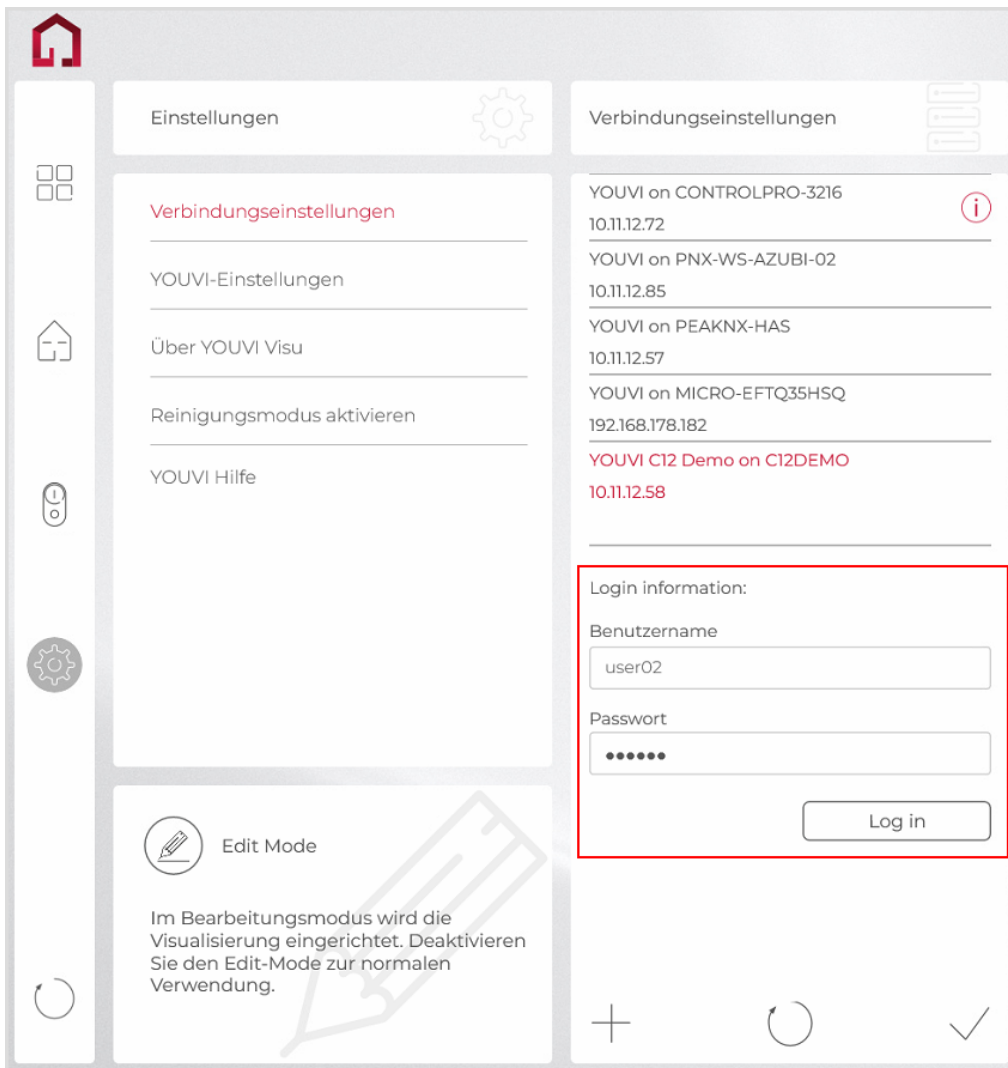 Einstellungen
Verbindungseinstellungen
YOUVI-Einstellungen
Über YOUVI Visu
Reinigungsmodus aktivieren
YOUVI Hilfe
Edit Mode
Im Bearbeitungsmodus wird die
Visualisierung eingerichtet. Deaktivieren
Sie den Edit-Mode zur normalen
Verwendung.
Verbindungseinstellungen
YOUVI on CONTROLPRO-3216
10.11.12.72
YOUVI on PNX-WS-AZUBI-02
10.11.12.85
YOUVI on PEAKNX-HAS
10.11.12.57
YOUVI on MICRO-EFTQ35HSQ
192.168.178.182
YOUVI C12 Demo on C12DEMO
10.11.12.58
Login information:
Benutzername
user02
Passwort
••••••
Log in